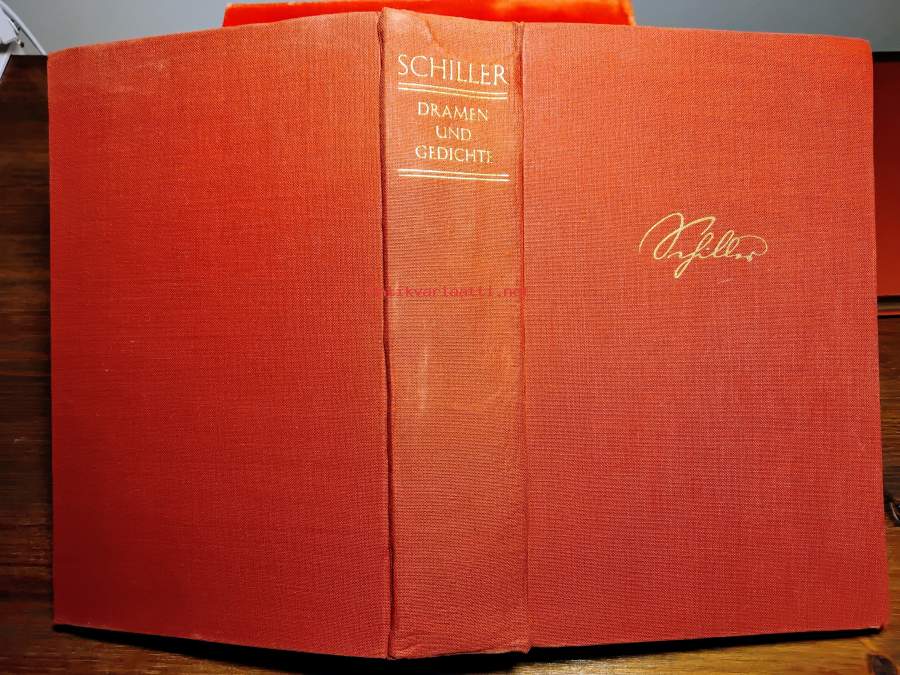 SCHILLER
DRAMEN
UND
GEDICHTE
Schiller